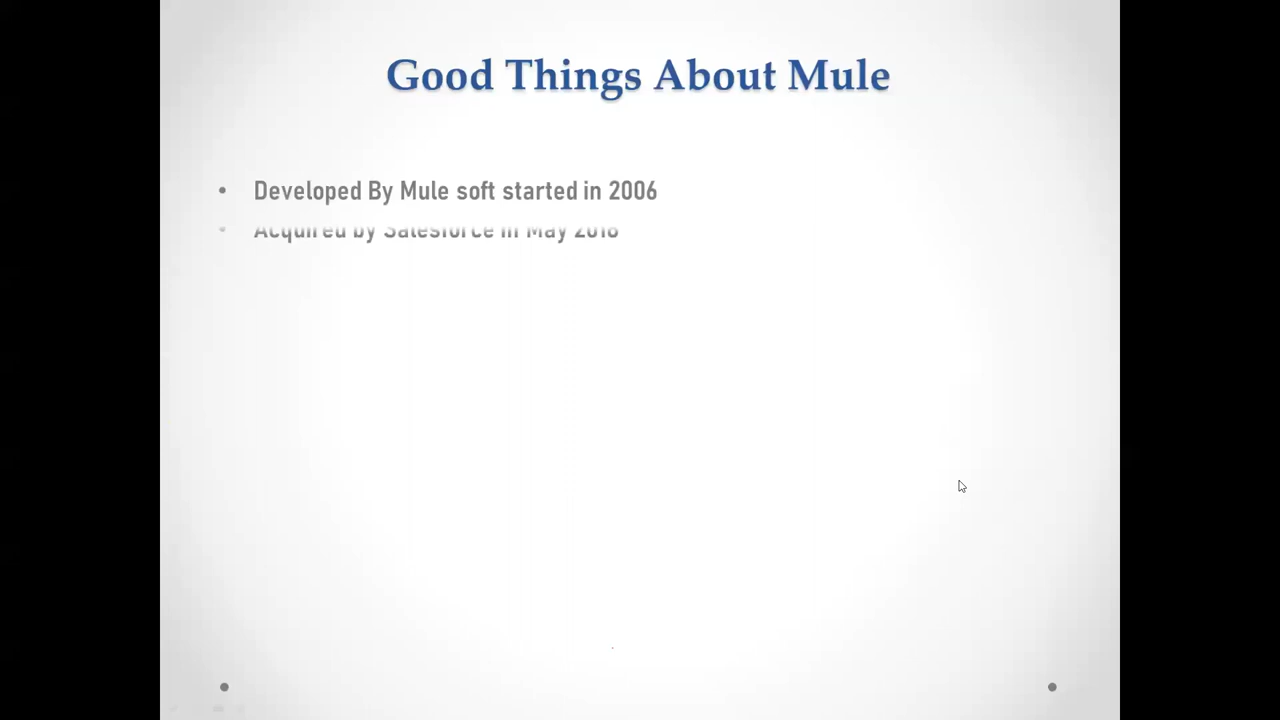 Good Things About Mule
• Developed By Mule soft started in 2006
• Acquired by Salesforce in May 2018